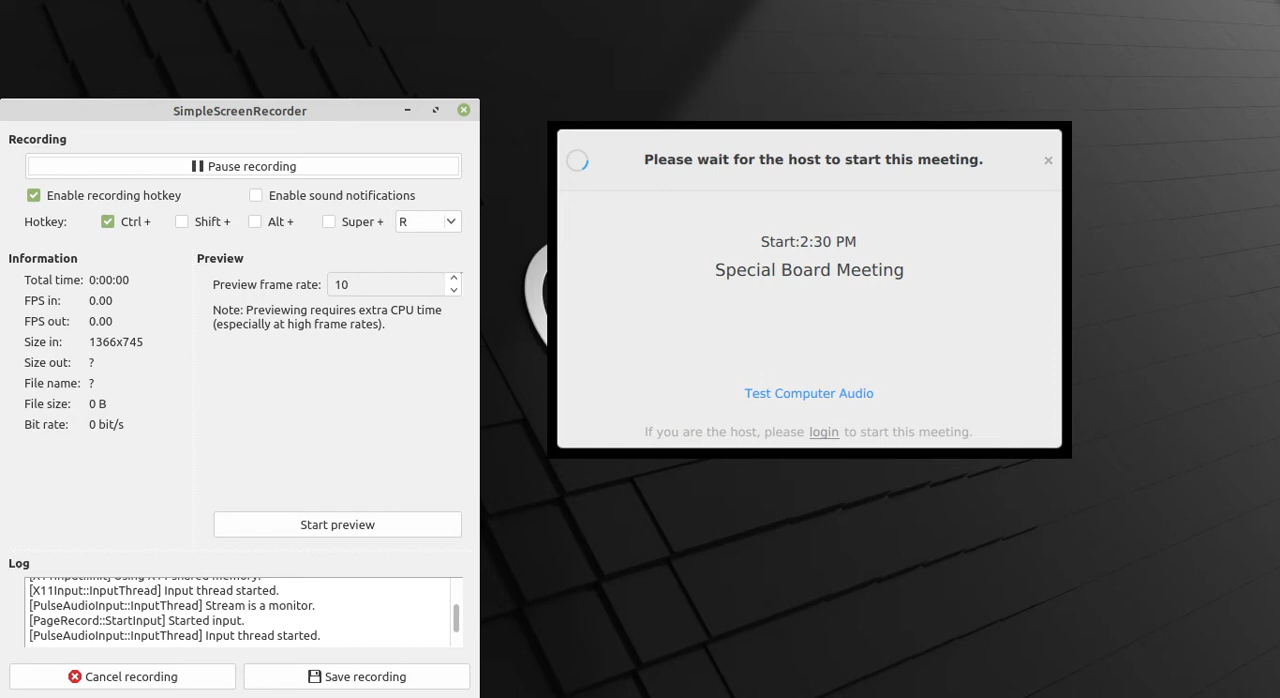 SimpleScreenRecorder
Recording
Pause recording
Enable recording hotkey
Enable sound notifications
Hotkey: Ctrl + Shift + Alt + Super + R
Information
Total time: 0:00:00
FPS in: 0.00
FPS out: 0.00
Size in: 1366x745
Size out: ?
File name: ?
File size: 0 B
Bit rate: 0 bit/s
Preview
Preview frame rate: 10
Note: Previewing requires extra CPU time
(especially at high frame rates).
Start preview
Log
[X11Input::Init] Using X11 shared memory.
[X11Input::InputThread] Input thread started.
[PulseAudioInput::InputThread] Stream is a monitor.
[PageRecord::StartInput] Started input.
[PulseAudioInput::InputThread] Input thread started.
Cancel recording
Save recording
Please wait for the host to start this meeting.
Start:2:30 PM
Special Board Meeting
Test Computer Audio
If you are the host, please login to start this meeting.